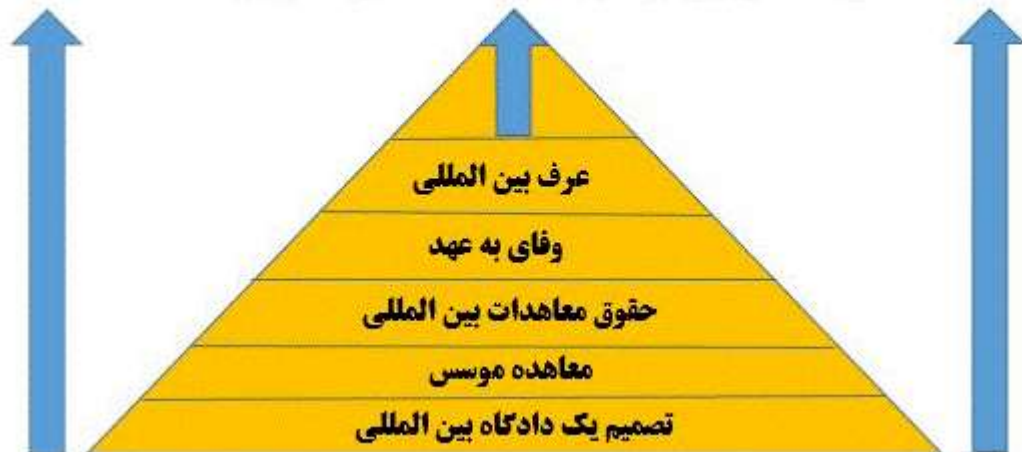 عرف بین المللی
وفای به عهد
حقوق معاهدات بین المللی
معاهده موسس
تصمیم یک دادگاه بین المللی